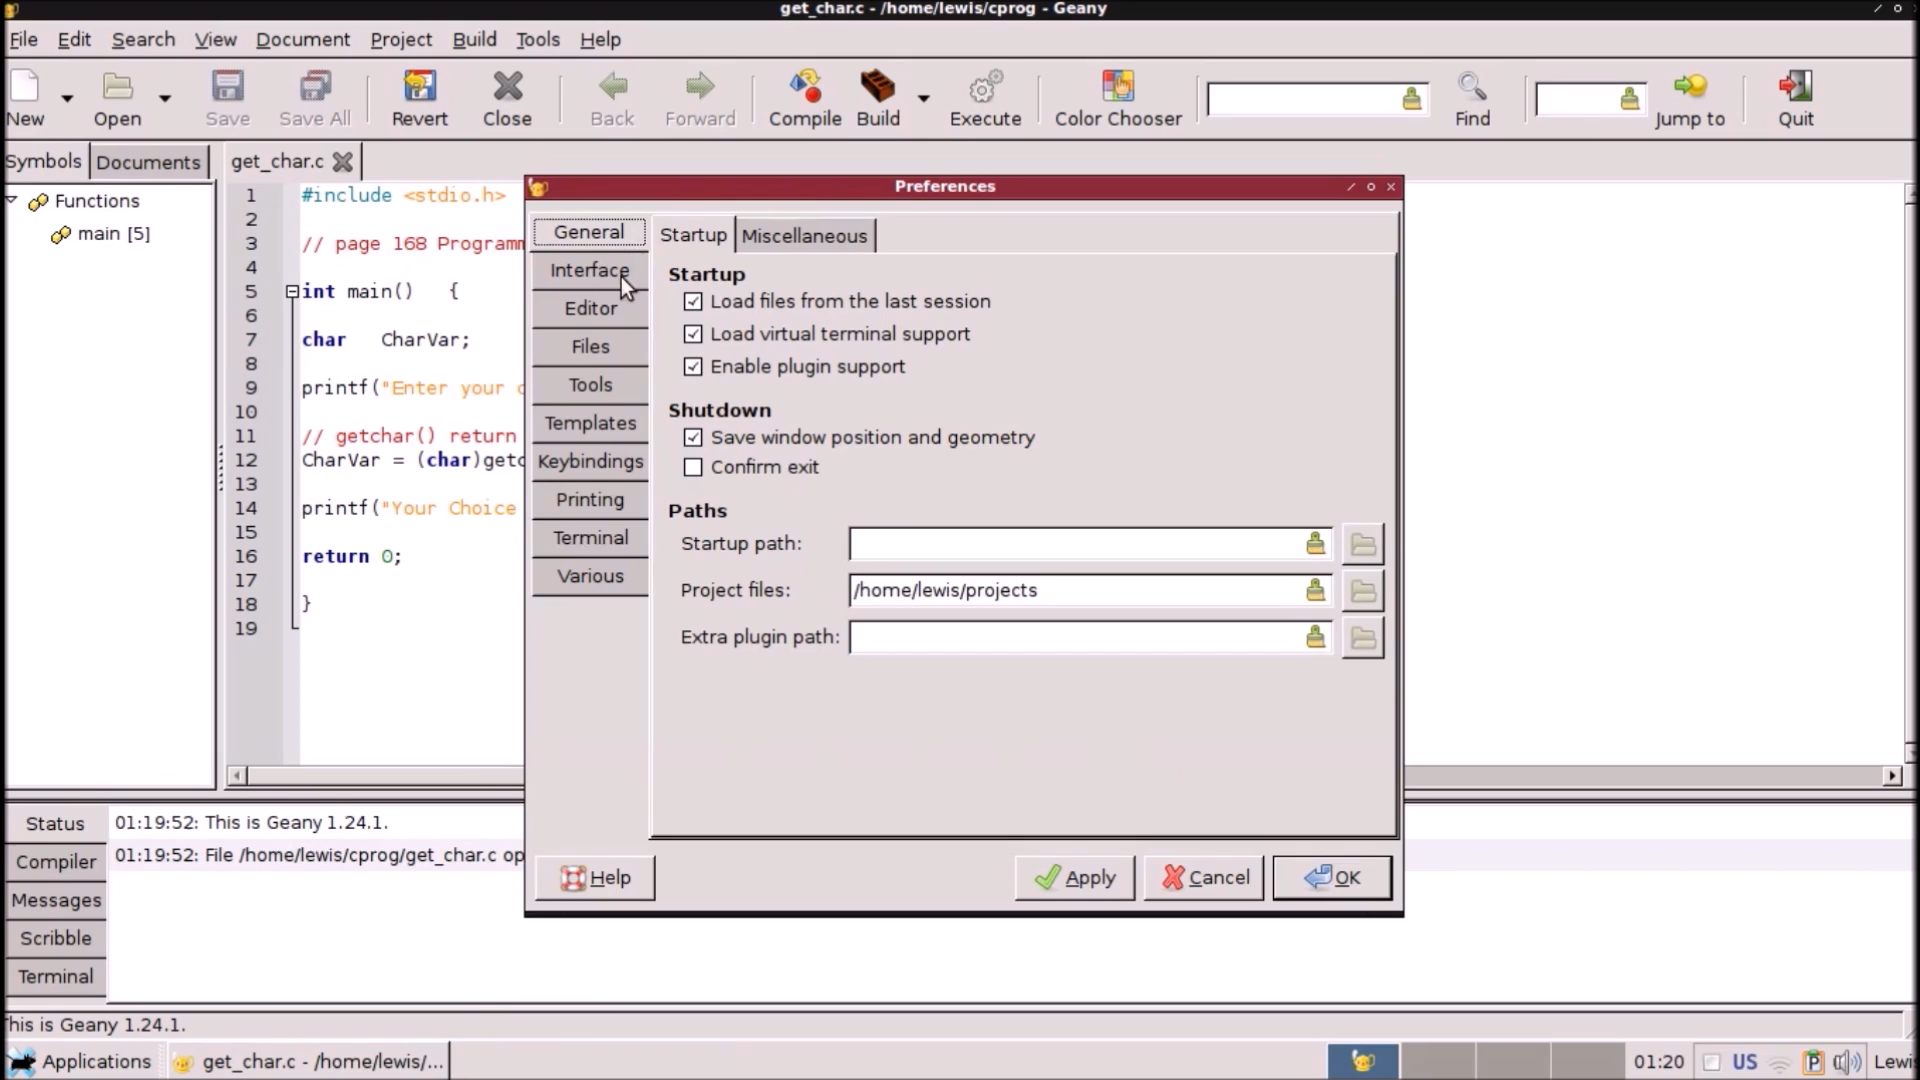 get_char.c - /home/lewis/cprog - Geany
File Edit Search View Document Project Build Tools Help
New Open Save Save All Revert Close Back Forward Compile Build Execute Color Chooser Find Jump to Quit
Symbols Documents get_char.c
Functions
main [5]
1 #include <stdio.h>
2
3 // page 168 Programm
4
5 int main() {
6
7 char CharVar;
8
9 printf("Enter your c
10
11 // getchar() return
12 CharVar = (char)getc
13
14 printf("Your Choice
15
16 return 0;
17
18 }
19
Preferences
General
Interface
Editor
Files
Tools
Templates
Keybindings
Printing
Terminal
Various
Startup Miscellaneous
Startup
Load files from the last session
Load virtual terminal support
Enable plugin support
Shutdown
Save window position and geometry
Confirm exit
Paths
Startup path:
Project files: /home/lewis/projects
Extra plugin path:
Help Apply Cancel OK
Status
Compiler
Messages
Scribble
Terminal
01:19:52: This is Geany 1.24.1.
01:19:52: File /home/lewis/cprog/get_char.c op
This is Geany 1.24.1.
Applications get_char.c - /home/lewis/... 01:20 US P Lewis